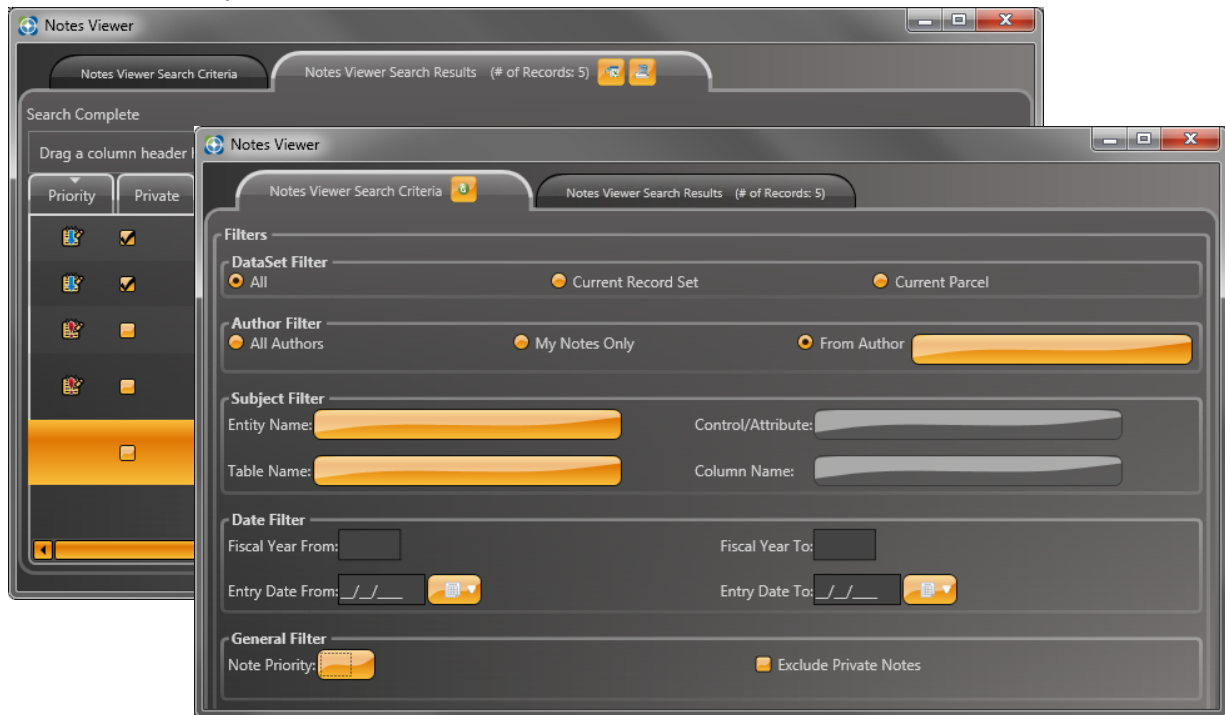 Notes Viewer
Notes Viewer Search Criteria
Notes Viewer Search Results (# of Records: 5)
Search Complete
Drag a column header
Priority
Private
Notes Viewer
Notes Viewer Search Criteria
Notes Viewer Search Results (# of Records: 5)
Filters
DataSet Filter
All
Current Record Set
Current Parcel
Author Filter
All Authors
My Notes Only
From Author
Subject Filter
Entity Name:
Control/Attribute:
Table Name:
Column Name:
Date Filter
Fiscal Year From:
Fiscal Year To:
Entry Date From: _/_/___
Entry Date To: _/_/___
General Filter
Note Priority:
Exclude Private Notes